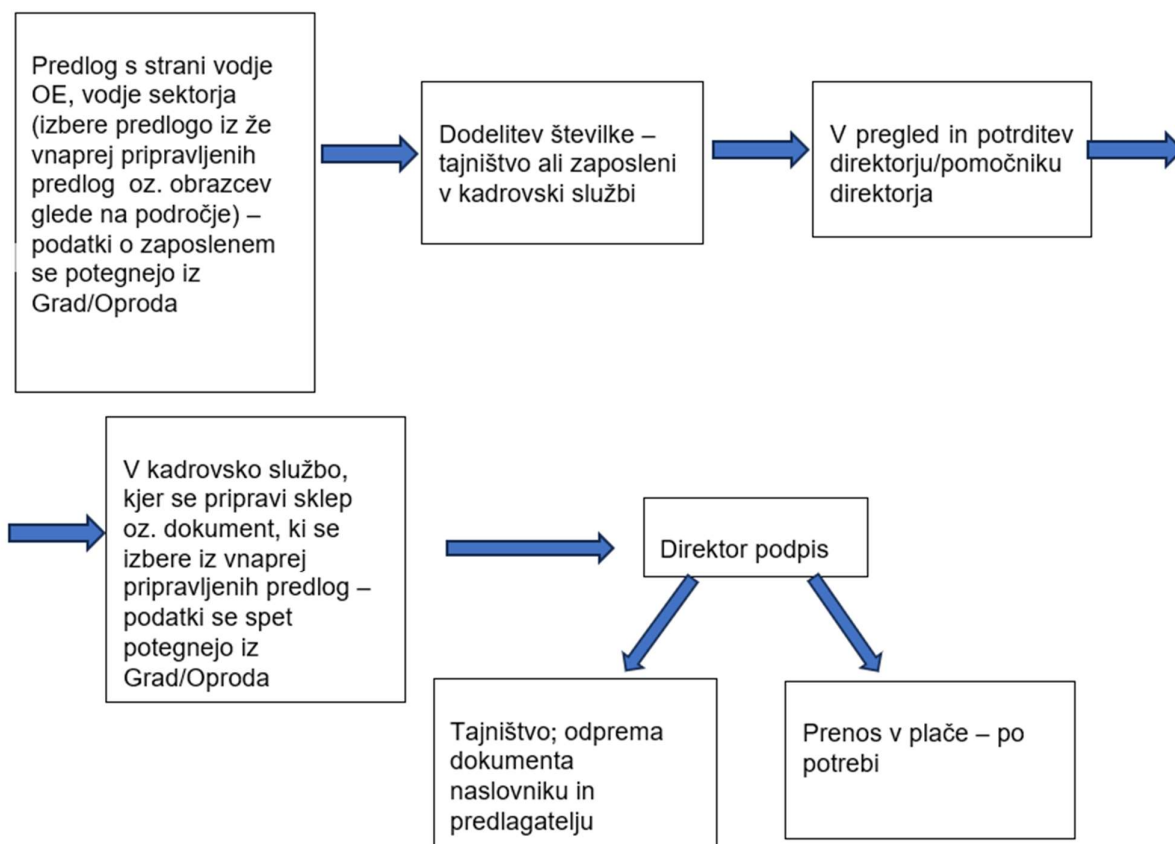 Predlog s strani vodje
OE, vodje sektorja
(izbere predlogo iz že
vnaprej pripravljenih
predlog oz. obrazcev
glede na področje) –
podatki o zaposlenem
se potegnejo iz
Grad/Oproda
Dodelitev številke –
tajništvo ali zaposleni
v kadrovski službi
V pregled in potrditev
direktorju/pomočniku
direktorja
V kadrovsko službo,
kjer se pripravi sklep
oz. dokument, ki se
izbere iz vnaprej
pripravljenih predlog –
podatki se spet
potegnejo iz
Grad/Oproda
Direktor podpis
Tajništvo; odprema
dokumenta
naslovniku in
predlagatelju
Prenos v plače – po
potrebi